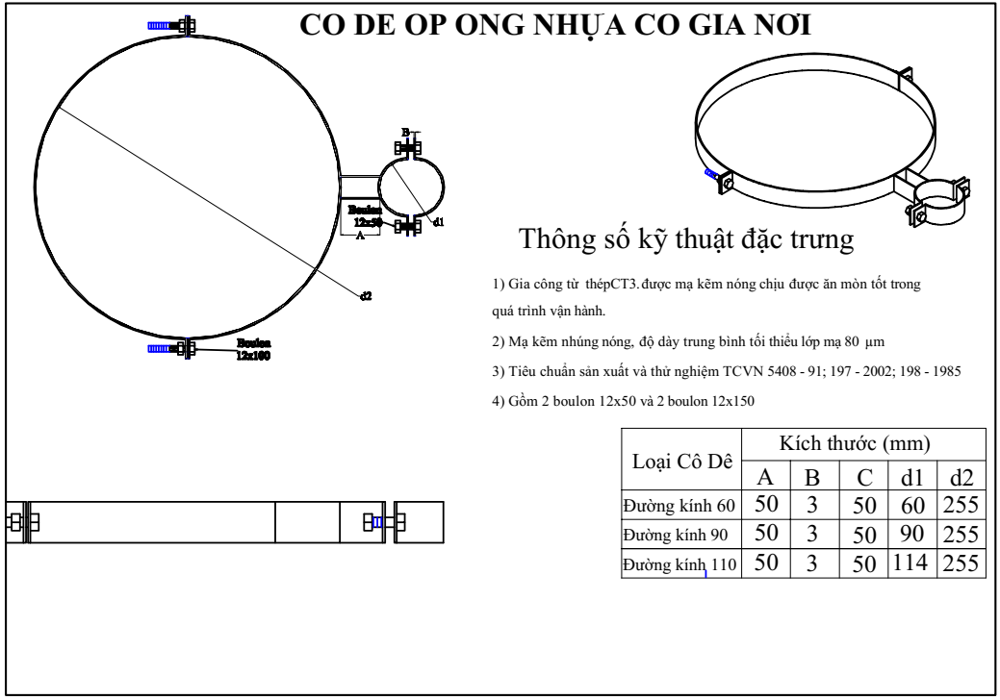 CO DE OP ONG NHỰA CO GIA NƠI
B
Boulon
12x50
A
d1
d2
Boulon
12x100
Thông số kỹ thuật đặc trưng
1) Gia công từ thépCT3.được mạ kẽm nóng chịu được ăn mòn tốt trong
quá trình vận hành.
2) Mạ kẽm nhúng nóng, độ dày trung bình tối thiểu lớp mạ 80 µm
3) Tiêu chuẩn sản xuất và thử nghiệm TCVN 5408 - 91; 197 - 2002; 198 - 1985
4) Gồm 2 boulon 12x50 và 2 boulon 12x150
Loại Cô Dê Kích thước (mm)
A B C d1 d2
Đường kính 60 50 3 50 60 255
Đường kính 90 50 3 50 90 255
Đường kính 110 50 3 50 114 255